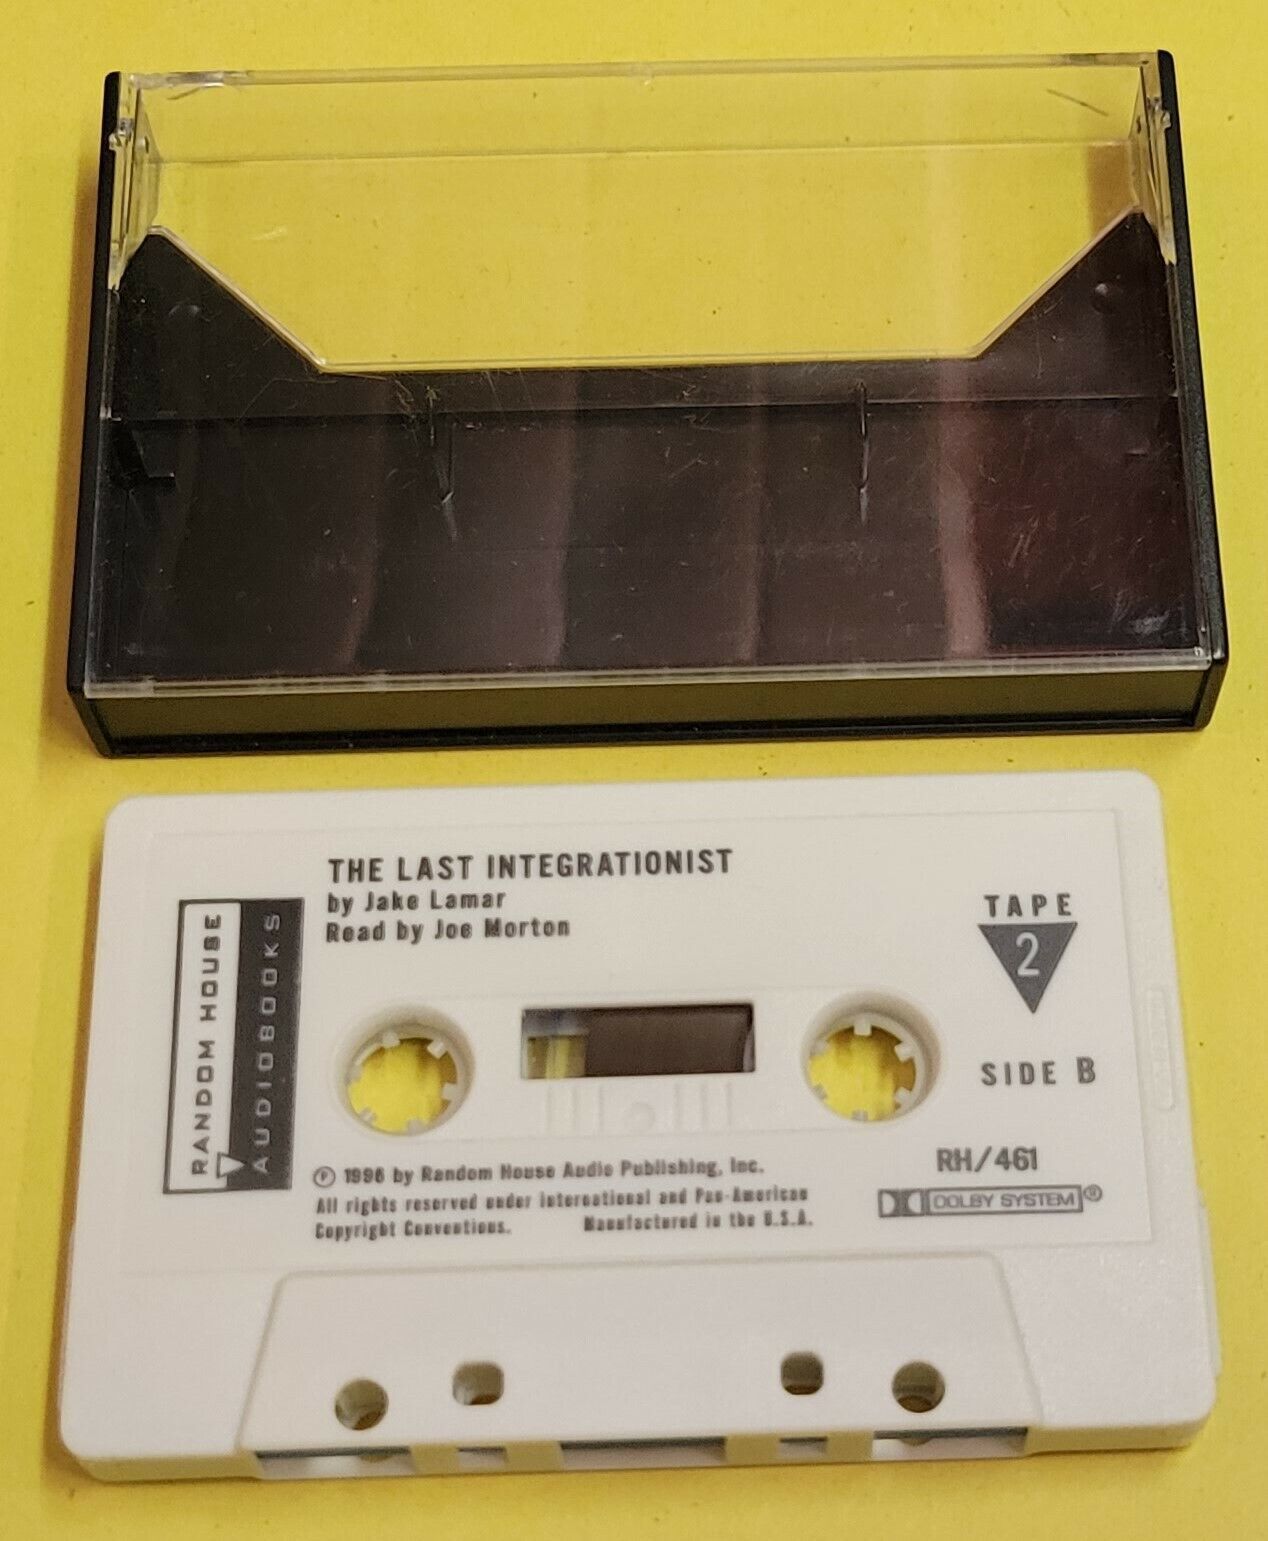 THE LAST INTEGRATIONIST
by Jake Lamar
Read by Joe Morton
RANDOM HOUSE
AUDIOBOOKS
TAPE
2
SIDE B
RH/461
DOLBY SYSTEM®
℗ 1996 by Random House Audio Publishing, Inc.
All rights reserved under international and Pan-American
Copyright Conventions. Manufactured in the U.S.A.